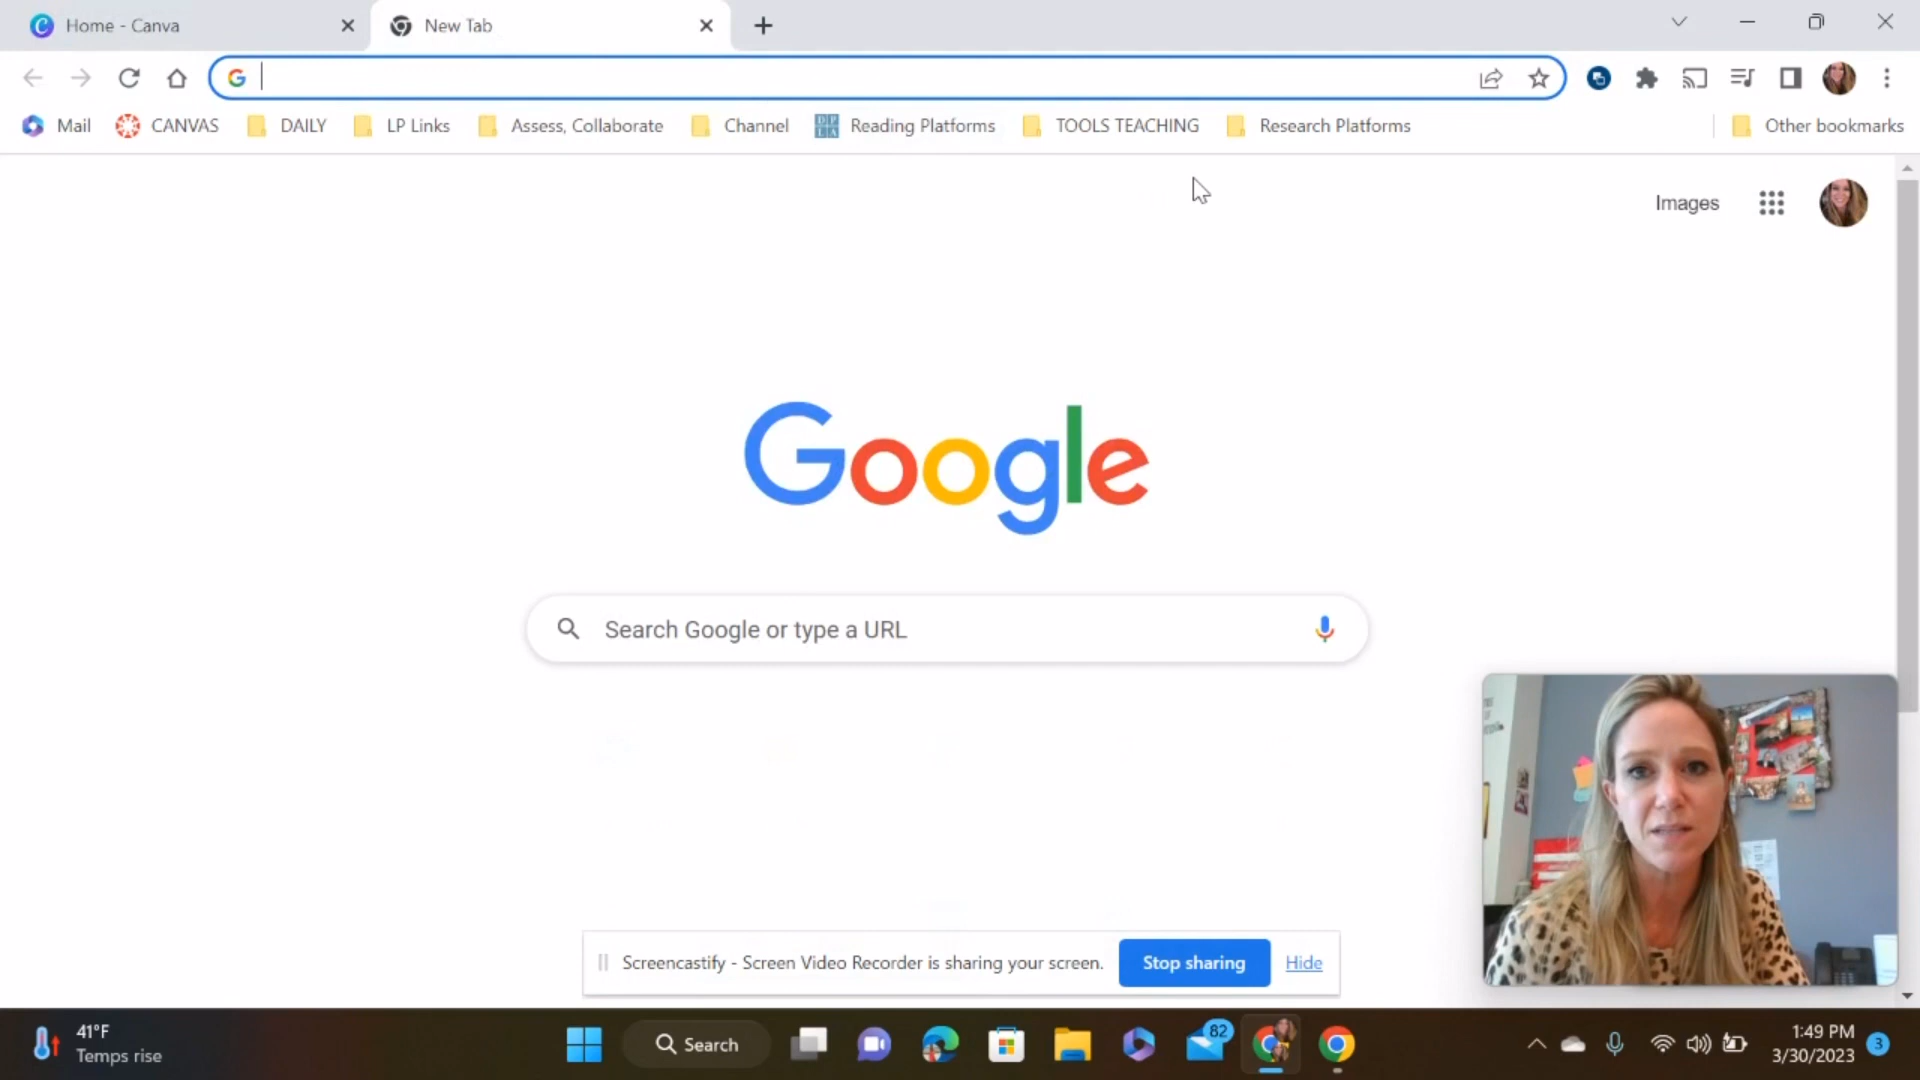 Home - Canva
New Tab
Mail
CANVAS
DAILY
LP Links
Assess, Collaborate
Channel
Reading Platforms
TOOLS TEACHING
Research Platforms
Other bookmarks
Images
Google
Search Google or type a URL
Screencastify - Screen Video Recorder is sharing your screen.
Stop sharing
Hide
41°F
Temps rise
Search
82
1:49 PM
3/30/2023
3